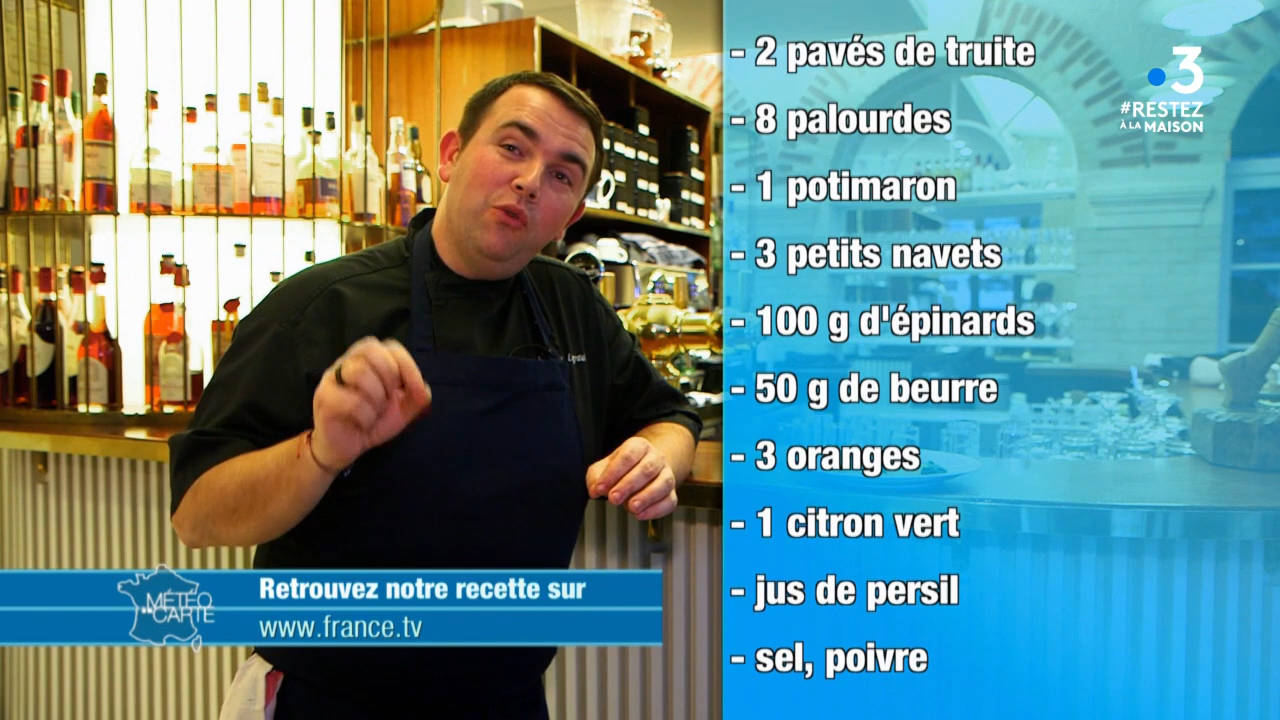 - 2 pavés de truite
- 8 palourdes
- 1 potimaron
- 3 petits navets
- 100 g d'épinards
- 50 g de beurre
- 3 oranges
- 1 citron vert
- jus de persil
- sel, poivre
3
#RESTEZ
À LA MAISON
MÉTÉO
à la CARTE
Retrouvez notre recette sur
www.france.tv